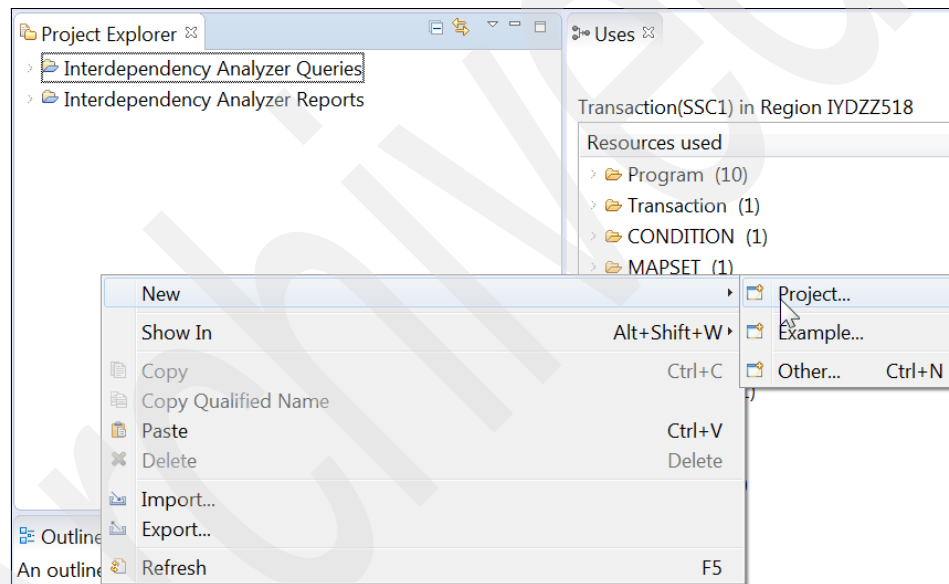 Project Explorer
Interdependency Analyzer Queries
Interdependency Analyzer Reports
Uses
Transaction(SSC1) in Region IYDZZ518
Resources used
Program (10)
Transaction (1)
CONDITION (1)
MAPSET (1)
New
Show In Alt+Shift+W
Copy Ctrl+C
Copy Qualified Name
Paste Ctrl+V
Delete Delete
Import...
Export...
Refresh F5
Project...
Example...
Other... Ctrl+N
Outline
An outline